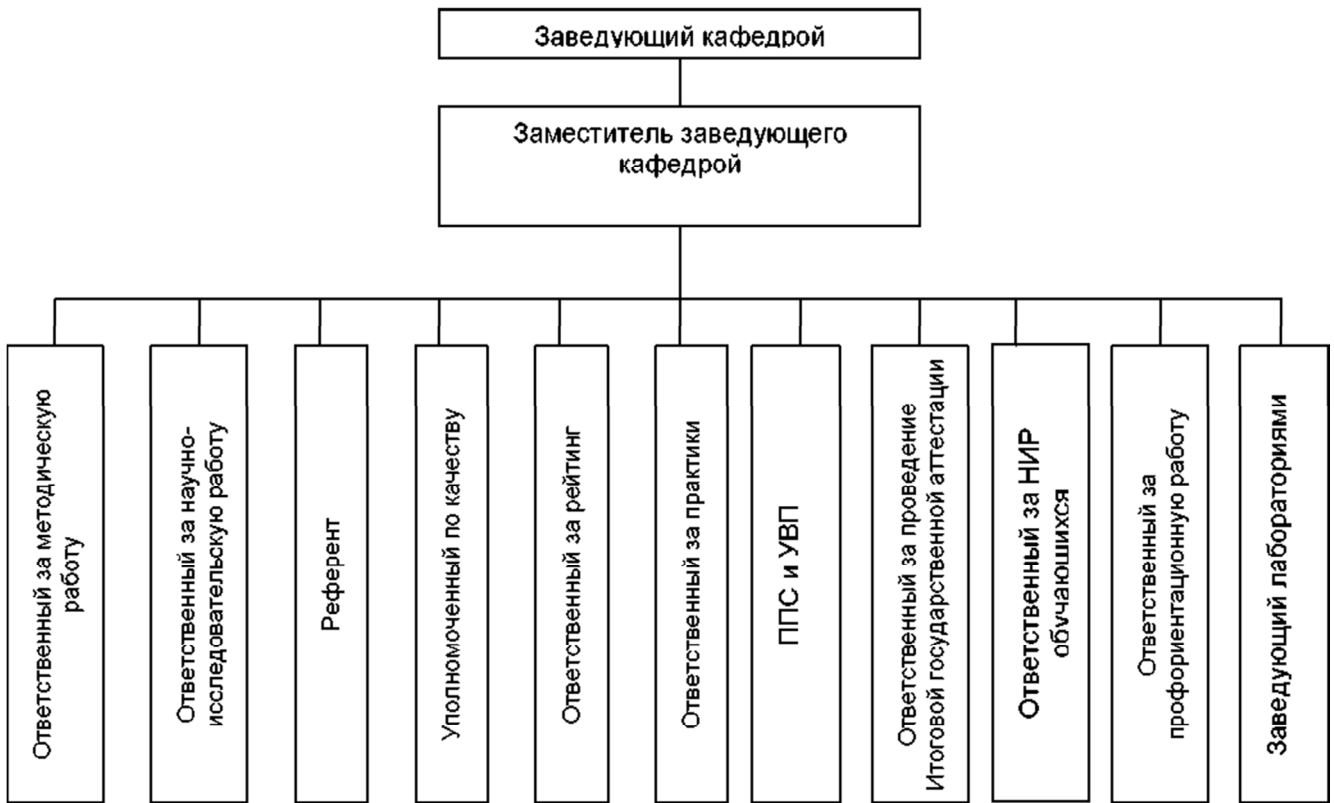 Заведующий кафедрой
Заместитель заведующего
кафедрой
Ответственный за методическую
работу
Ответственный за научно-
исследовательскую работу
Референт
Уполномоченный по качеству
Ответственный за рейтинг
Ответственный за практики
ППС и УВП
Ответственный за проведение
Итоговой государственной аттестации
Ответственный за НИР
обучающихся
Ответственный за
профориентационную работу
Заведующий лабораториями